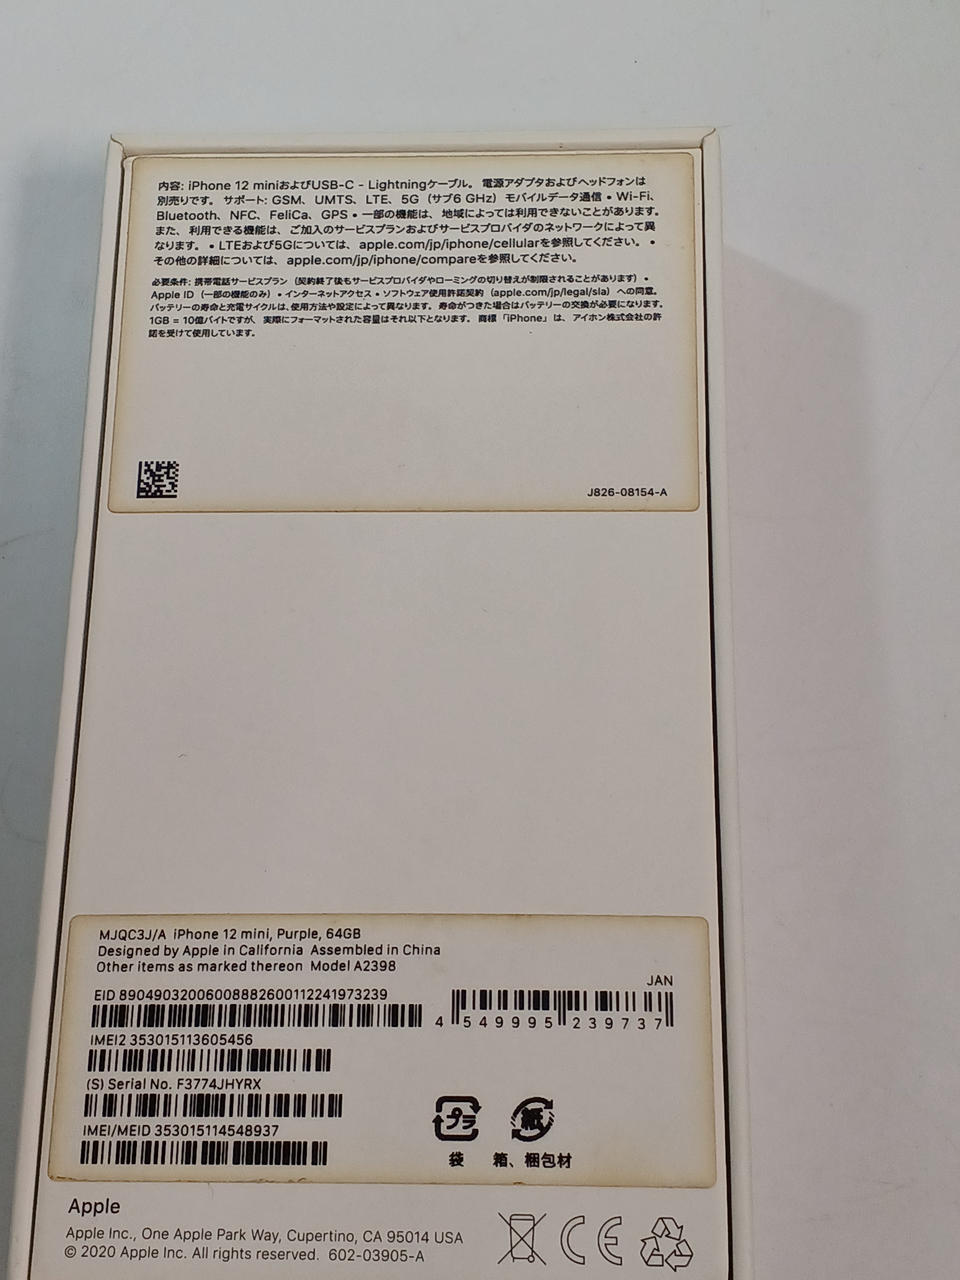 内容: iPhone 12 miniおよびUSB-C - Lightningケーブル。 電源アダプタおよびヘッドフォンは
別売りです。 サポート: GSM、UMTS、LTE、5G（サブ6 GHz）モバイルデータ通信 • Wi-Fi、
Bluetooth、NFC、FeliCa、GPS • 一部の機能は、地域によっては利用できないことがあります。
また、利用できる機能は、ご加入のサービスプランおよびサービスプロバイダのネットワークによって異
なります。 • LTEおよび5Gについては、apple.com/jp/iphone/cellularを参照してください。 •
その他の詳細については、apple.com/jp/iphone/compareを参照してください。
必要条件: 携帯電話サービスプラン（契約終了後もサービスプロバイダやローミングの切り替えが制限されることがあります）•
Apple ID（一部の機能のみ）• インターネットアクセス • ソフトウェア使用許諾契約（apple.com/jp/legal/sla）への同意。
バッテリーの寿命と充電サイクルは、使用方法や設定によって異なります。 寿命がつきた場合はバッテリーの交換が必要になります。
1GB = 10億バイトですが、実際にフォーマットされた容量はそれ以下となります。 商標「iPhone」は、アイホン株式会社の許
諾を受けて使用しています。
J826-08154-A
MJQC3J/A iPhone 12 mini, Purple, 64GB
Designed by Apple in California Assembled in China
Other items as marked thereon Model A2398
JAN
EID 89049032006008882600112241973239
4 549995 239737
IMEI2 353015113605456
(S) Serial No. F3774JHYRX
IMEI/MEID 353015114548937
プラ 紙
袋 箱、梱包材
Apple
Apple Inc., One Apple Park Way, Cupertino, CA 95014 USA
© 2020 Apple Inc. All rights reserved. 602-03905-A
CE